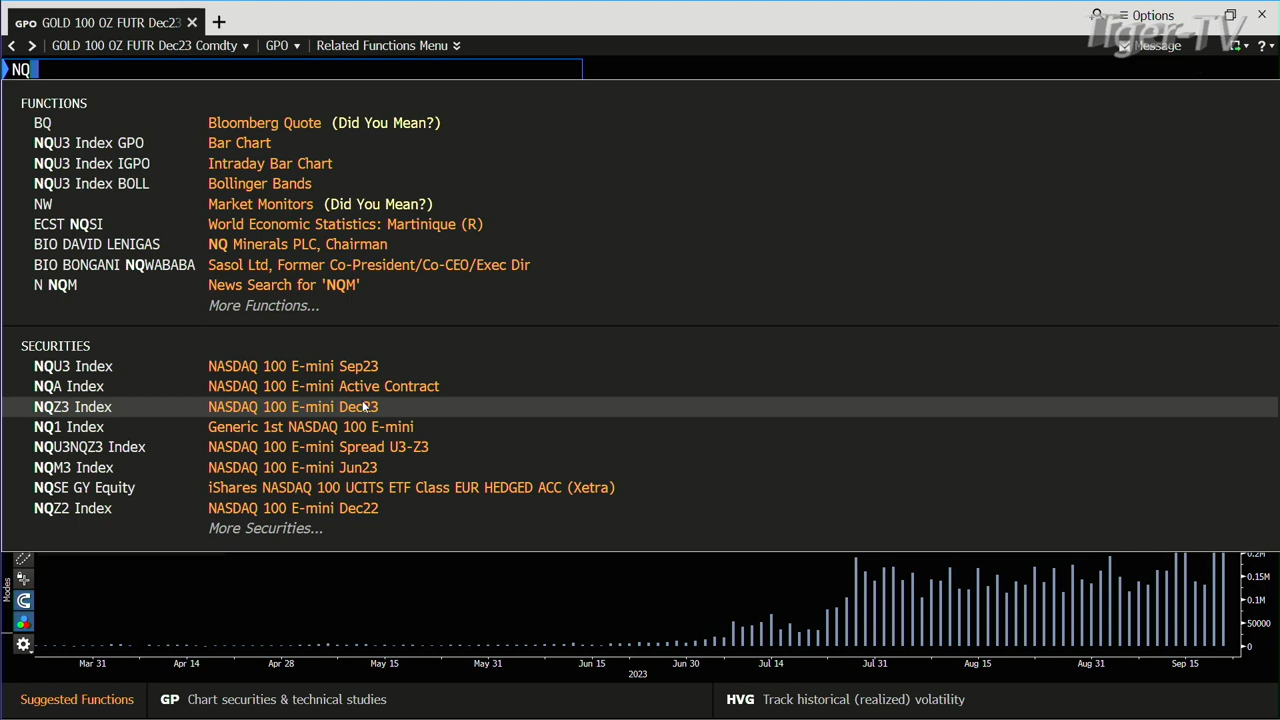 GPO GOLD 100 OZ FUTR Dec23
Options
Tiger-TV
GOLD 100 OZ FUTR Dec23 Comdty GPO Related Functions Menu Message ?
NQ
FUNCTIONS
BQ Bloomberg Quote (Did You Mean?)
NQU3 Index GPO Bar Chart
NQU3 Index IGPO Intraday Bar Chart
NQU3 Index BOLL Bollinger Bands
NW Market Monitors (Did You Mean?)
ECST NQSI World Economic Statistics: Martinique (R)
BIO DAVID LENIGAS NQ Minerals PLC, Chairman
BIO BONGANI NQWABABA Sasol Ltd, Former Co-President/Co-CEO/Exec Dir
N NQM News Search for 'NQM'
More Functions...
SECURITIES
NQU3 Index NASDAQ 100 E-mini Sep23
NQA Index NASDAQ 100 E-mini Active Contract
NQZ3 Index NASDAQ 100 E-mini Dec23
NQ1 Index Generic 1st NASDAQ 100 E-mini
NQU3NQZ3 Index NASDAQ 100 E-mini Spread U3-Z3
NQM3 Index NASDAQ 100 E-mini Jun23
NQSE GY Equity iShares NASDAQ 100 UCITS ETF Class EUR HEDGED ACC (Xetra)
NQZ2 Index NASDAQ 100 E-mini Dec22
More Securities...
Modes
0.2M
0.15M
0.1M
50000
0
Mar 31 Apr 14 Apr 28 May 15 May 31 Jun 15 Jun 30 Jul 14 Jul 31 Aug 15 Aug 31 Sep 15
2023
Suggested Functions GP Chart securities & technical studies HVG Track historical (realized) volatility